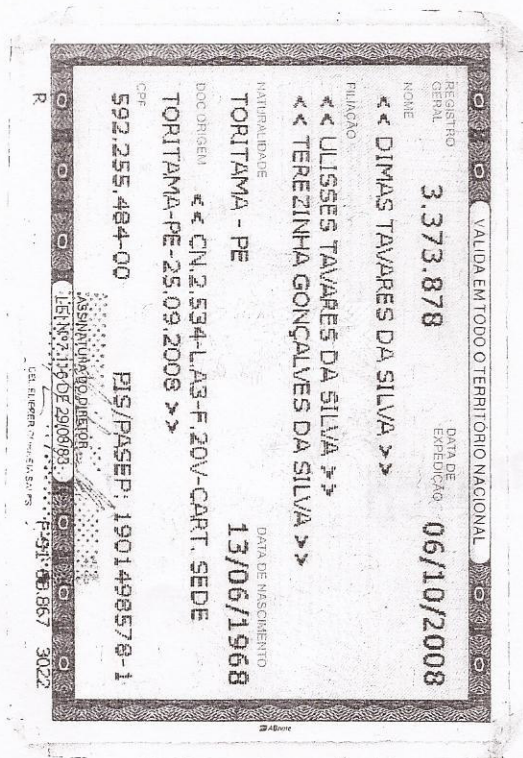 VÁLIDA EM TODO O TERRITÓRIO NACIONAL
REGISTRO GERAL 3.373.878 DATA DE EXPEDIÇÃO 06/10/2008
NOME
<< DIMAS TAVARES DA SILVA >>
FILIAÇÃO
<< ULISSES TAVARES DA SILVA >>
<< TEREZINHA GONÇALVES DA SILVA >>
NATURALIDADE DATA DE NASCIMENTO
TORITAMA - PE 13/06/1968
DOC ORIGEM << CN.2.534-L.A3-F.20V-CART. SEDE
TORITAMA-PE-25.09.2008 >>
CPF
592.255.484-00 PIS/PASEP: 1901498578-1
ASSINATURA DO DIRETOR
LEI Nº 7.116 DE 29/08/83
R 3022